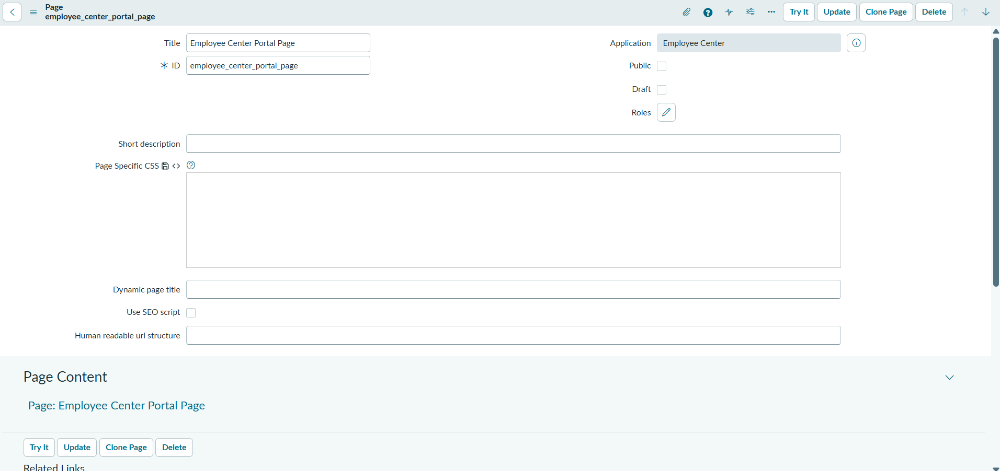 Page
employee_center_portal_page
Try It
Update
Clone Page
Delete
Title
Employee Center Portal Page
Application
Employee Center
ID
employee_center_portal_page
Public
Draft
Roles
Short description
Page Specific CSS
Dynamic page title
Use SEO script
Human readable url structure
Page Content
Page: Employee Center Portal Page
Try It
Update
Clone Page
Delete
Related Links